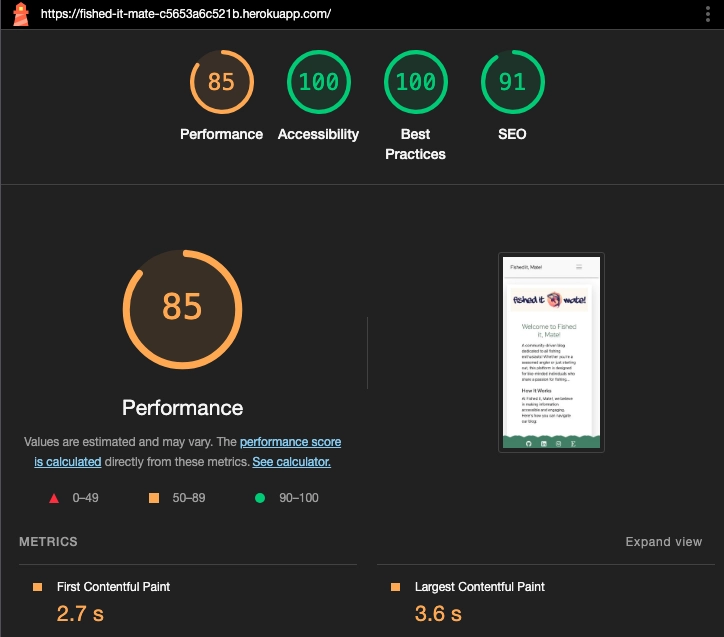 https://fished-it-mate-c5653a6c521b.herokuapp.com/
85
100
100
91
Performance
Accessibility
Best
Practices
SEO
85
Performance
Values are estimated and may vary. The performance score
is calculated directly from these metrics. See calculator.
0–49
50–89
90–100
Fished It, Mate!
fished it mate!
Welcome to Fished
It, Mate!
A community-driven blog
dedicated to all fishing
enthusiasts! Whether you're a
seasoned angler or just starting
out, this platform is designed
for like-minded individuals who
share a passion for fishing...
How It Works
At Fished It, Mate!, we believe
in making information
accessible and engaging.
Here's how you can navigate
our blog:
METRICS
Expand view
First Contentful Paint
2.7 s
Largest Contentful Paint
3.6 s